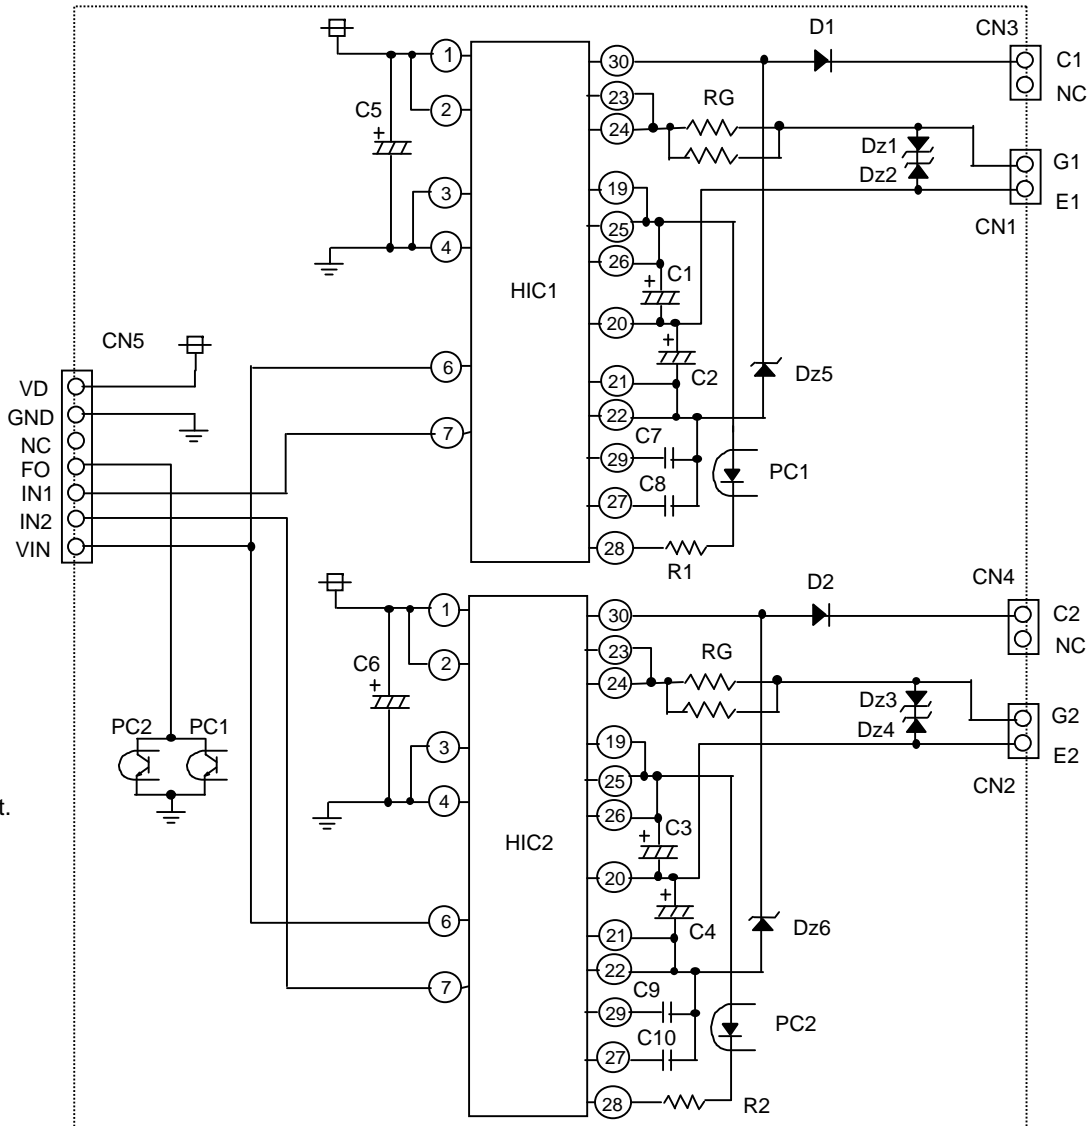 D1
CN3
1
30
C1
2
23
RG
NC
C5
+
24
Dz1
G1
Dz2
3
19
E1
25
CN1
4
26
C1
+
HIC1
20
CN5
+
6
21
C2
Dz5
VD
22
GND
7
C7
NC
29
PC1
FO
C8
IN1
27
IN2
28
VIN
R1
D2
CN4
1
30
C2
2
23
RG
NC
C6
24
+
Dz3
G2
PC2 PC1
Dz4
3
19
E2
25
CN2
4
26
t.
C3
+
HIC2
20
+
6
21
C4
Dz6
22
7
C9
29
PC2
C10
27
28
R2